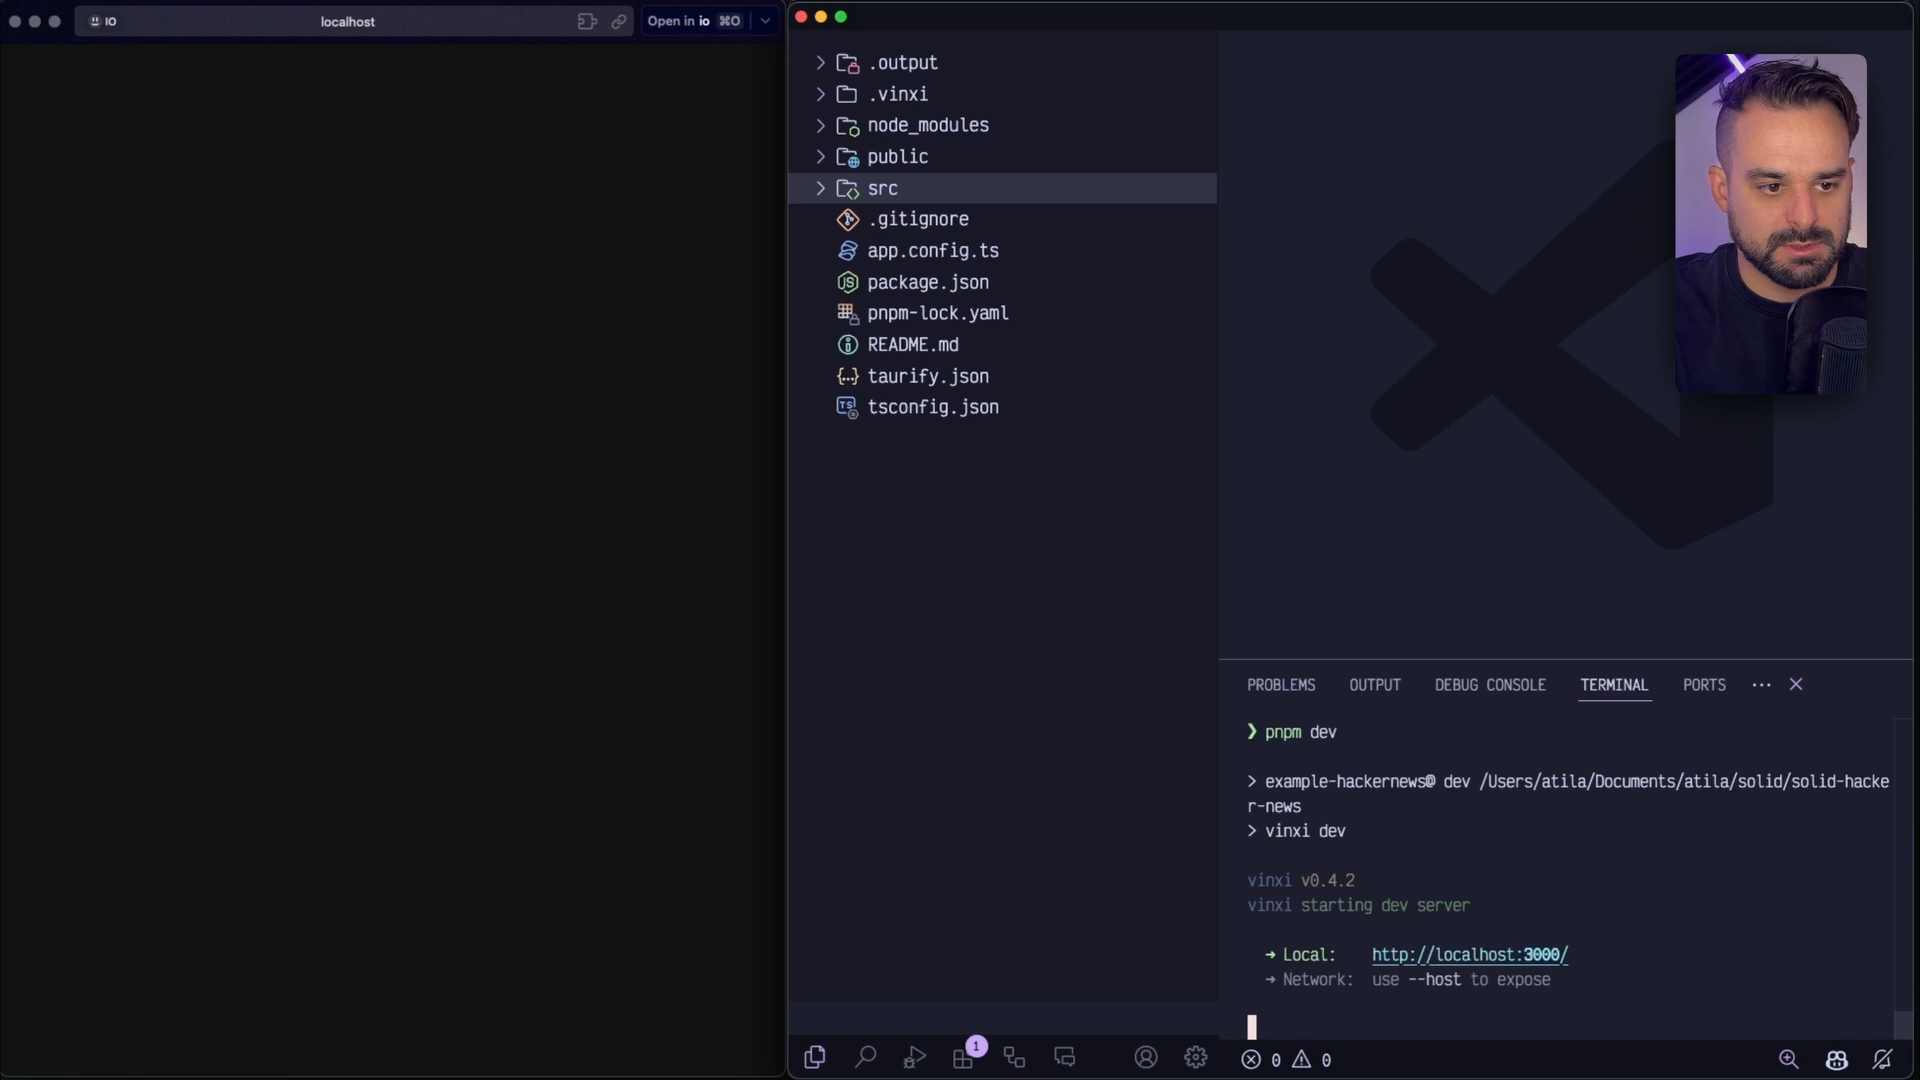 IO
localhost
Open in io ⌘O
.output
.vinxi
node_modules
public
src
.gitignore
app.config.ts
package.json
pnpm-lock.yaml
README.md
taurify.json
tsconfig.json
PROBLEMS OUTPUT DEBUG CONSOLE TERMINAL PORTS
❯ pnpm dev
> example-hackernews@ dev /Users/atila/Documents/atila/solid/solid-hacke
r-news
> vinxi dev
vinxi v0.4.2
vinxi starting dev server
➜ Local: http://localhost:3000/
➜ Network: use --host to expose
1
0 0